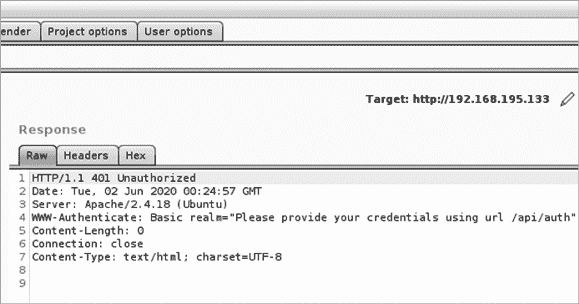 ender Project options User options
Target: http://192.168.195.133
Response
Raw Headers Hex
1 HTTP/1.1 401 Unauthorized
2 Date: Tue, 02 Jun 2020 00:24:57 GMT
3 Server: Apache/2.4.18 (Ubuntu)
4 WWW-Authenticate: Basic realm="Please provide your credentials using url /api/auth"
5 Content-Length: 0
6 Connection: close
7 Content-Type: text/html; charset=UTF-8
8
9